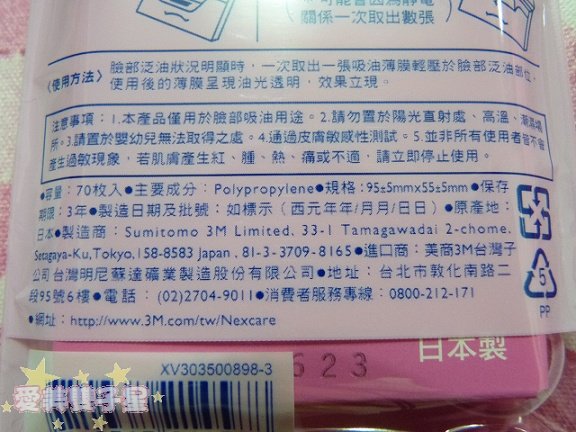 可能會因為靜電
關係一次取出數張
〈使用方法〉 臉部泛油狀況明顯時，一次取出一張吸油薄膜輕壓於臉部泛油部位，
使用後的薄膜呈現油光透明，效果立現。
注意事項：1.本產品僅用於臉部吸油用途。2.請勿置於陽光直射處、高溫、潮濕場
所。3.請置於嬰幼兒無法取得之處。4.通過皮膚敏感性測試。5.並非所有使用者皆不會
產生過敏現象，若肌膚產生紅、腫、熱、痛或不適，請立即停止使用。
●容量：70枚入●主要成分：Polypropylene●規格：95±5mmx55±5mm●保存
期限：3年●製造日期及批號：如標示（西元年年/月月/日日）●原產地：
日本●製造商：Sumitomo 3M Limited. 33-1 Tamagawadai 2-chome.
Setagaya-Ku,Tokyo,158-8583 Japan . 81-3-3709-8165●進口商：美商3M台灣子
公司台灣明尼蘇達礦業製造股份有限公司●地址：台北市敦化南路二
段95號6樓●電話：(02)2704-9011●消費者服務專線：0800-212-171
●網址：http://www.3M.com/tw/Nexcare
5
PP
XV303500898-3
623
日本製